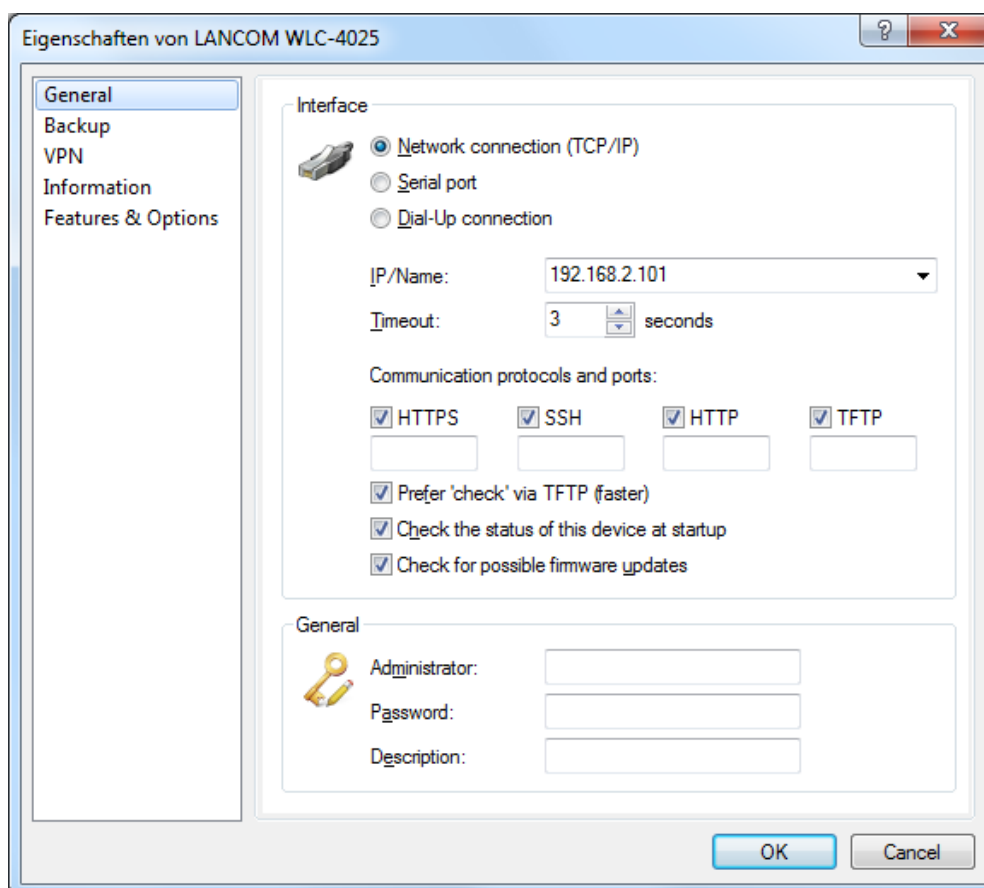 Eigenschaften von LANCOM WLC-4025
General
Backup
VPN
Information
Features & Options
Interface
Network connection (TCP/IP)
Serial port
Dial-Up connection
IP/Name: 192.168.2.101
Timeout: 3 seconds
Communication protocols and ports:
HTTPS SSH HTTP TFTP
Prefer 'check' via TFTP (faster)
Check the status of this device at startup
Check for possible firmware updates
General
Administrator:
Password:
Description:
OK Cancel